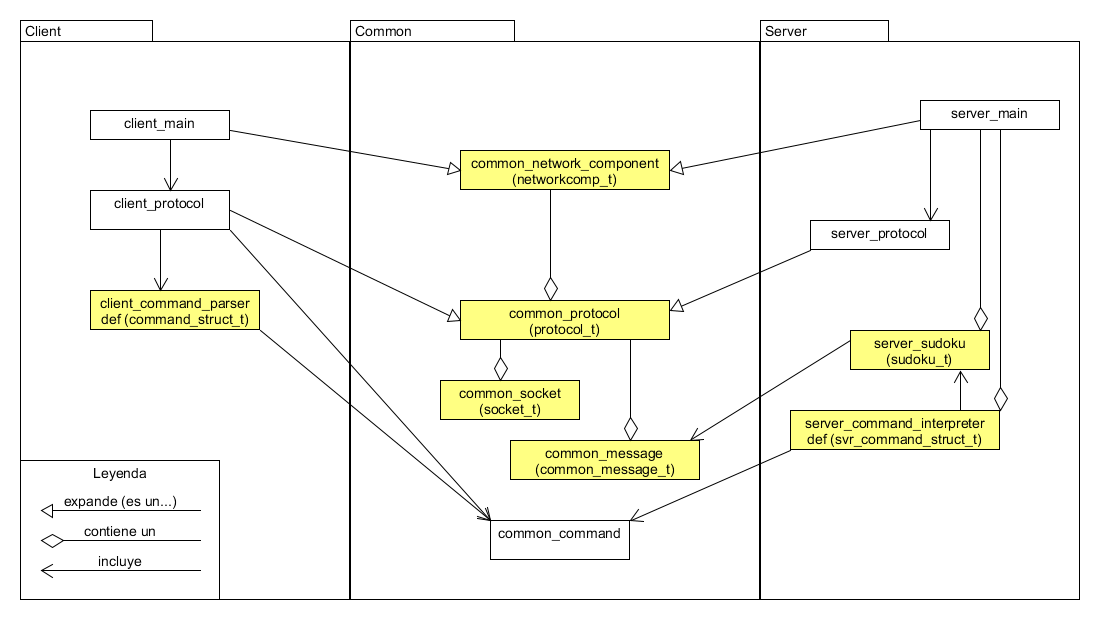 Client
Common
Server
client_main
server_main
common_network_component
(networkcomp_t)
client_protocol
server_protocol
client_command_parser
def (command_struct_t)
common_protocol
(protocol_t)
server_sudoku
(sudoku_t)
common_socket
(socket_t)
server_command_interpreter
def (svr_command_struct_t)
common_message
(common_message_t)
common_command
Leyenda
expande (es un...)
contiene un
incluye